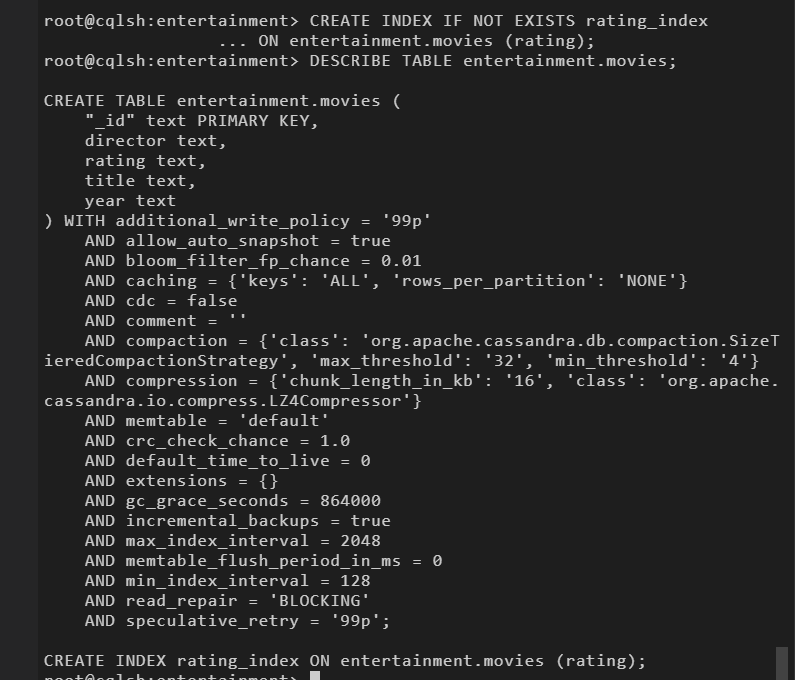 root@cqlsh:entertainment> CREATE INDEX IF NOT EXISTS rating_index
... ON entertainment.movies (rating);
root@cqlsh:entertainment> DESCRIBE TABLE entertainment.movies;
CREATE TABLE entertainment.movies (
"_id" text PRIMARY KEY,
director text,
rating text,
title text,
year text
) WITH additional_write_policy = '99p'
AND allow_auto_snapshot = true
AND bloom_filter_fp_chance = 0.01
AND caching = {'keys': 'ALL', 'rows_per_partition': 'NONE'}
AND cdc = false
AND comment = ''
AND compaction = {'class': 'org.apache.cassandra.db.compaction.SizeT
ieredCompactionStrategy', 'max_threshold': '32', 'min_threshold': '4'}
AND compression = {'chunk_length_in_kb': '16', 'class': 'org.apache.
cassandra.io.compress.LZ4Compressor'}
AND memtable = 'default'
AND crc_check_chance = 1.0
AND default_time_to_live = 0
AND extensions = {}
AND gc_grace_seconds = 864000
AND incremental_backups = true
AND max_index_interval = 2048
AND memtable_flush_period_in_ms = 0
AND min_index_interval = 128
AND read_repair = 'BLOCKING'
AND speculative_retry = '99p';
CREATE INDEX rating_index ON entertainment.movies (rating);
root@cqlsh:entertainment>